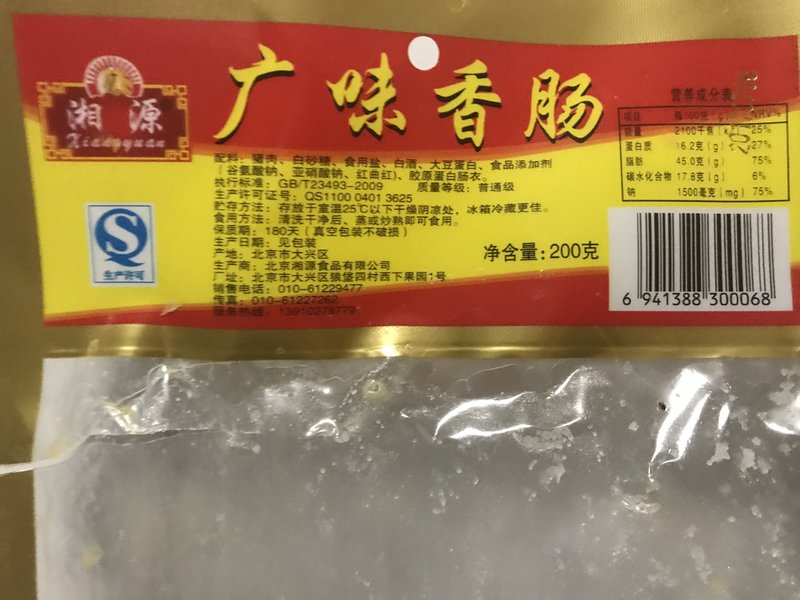 广味香肠
湘源
Xiangyuan
配料：猪肉、白砂糖、食用盐、白酒、大豆蛋白、食品添加剂
（谷氨酸钠、亚硝酸钠、红曲红）、胶原蛋白肠衣。
执行标准：GB/T23493-2009 质量等级：普通级
生产许可证号：QS1100 0401 3625
贮存方法：存放于室温25℃以下干燥阴凉处，冰箱冷藏更佳。
食用方法：清洗干净后、蒸或炒熟即可食用。
保质期：180天（真空包装不破损）
生产日期：见包装
产地：北京市大兴区
生产商：北京湘源食品有限公司
厂址：北京市大兴区狼垡四村西下果园1号
销售电话：010-61229477
传真：010-61227262
服务热线：13910278779
净含量：200克
生产许可
营养成分表
项目 NRV%
2100千焦 25%
蛋白质 16.2克(g) 27%
脂肪 45.0克(g) 75%
碳水化合物 17.8克(g) 6%
钠 1500毫克(mg) 75%
6 941388 300068